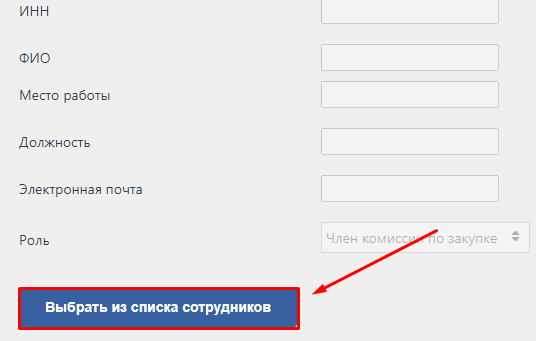 ИНН
ФИО
Место работы
Должность
Электронная почта
Роль
Член комиссии по закупке
Выбрать из списка сотрудников